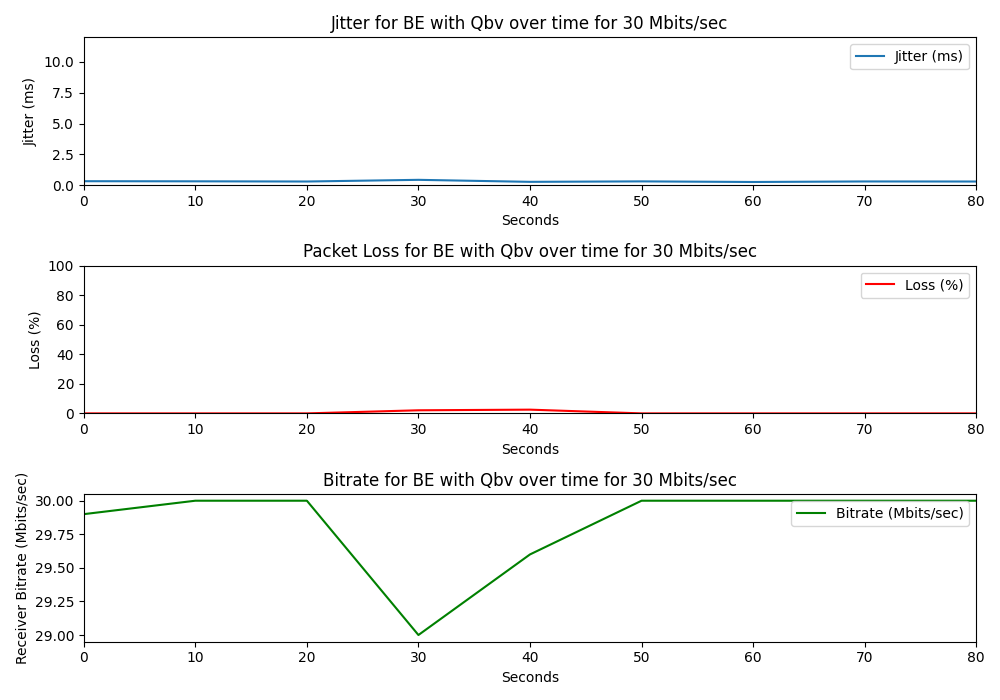 Jitter for BE with Qbv over time for 30 Mbits/sec
Jitter (ms)
10.0
7.5
5.0
2.5
0.0
Jitter (ms)
0 10 20 30 40 50 60 70 80
Seconds
Packet Loss for BE with Qbv over time for 30 Mbits/sec
Loss (%)
100
80
60
40
20
0
Loss (%)
0 10 20 30 40 50 60 70 80
Seconds
Bitrate for BE with Qbv over time for 30 Mbits/sec
Receiver Bitrate (Mbits/sec)
30.00
29.75
29.50
29.25
29.00
Bitrate (Mbits/sec)
0 10 20 30 40 50 60 70 80
Seconds